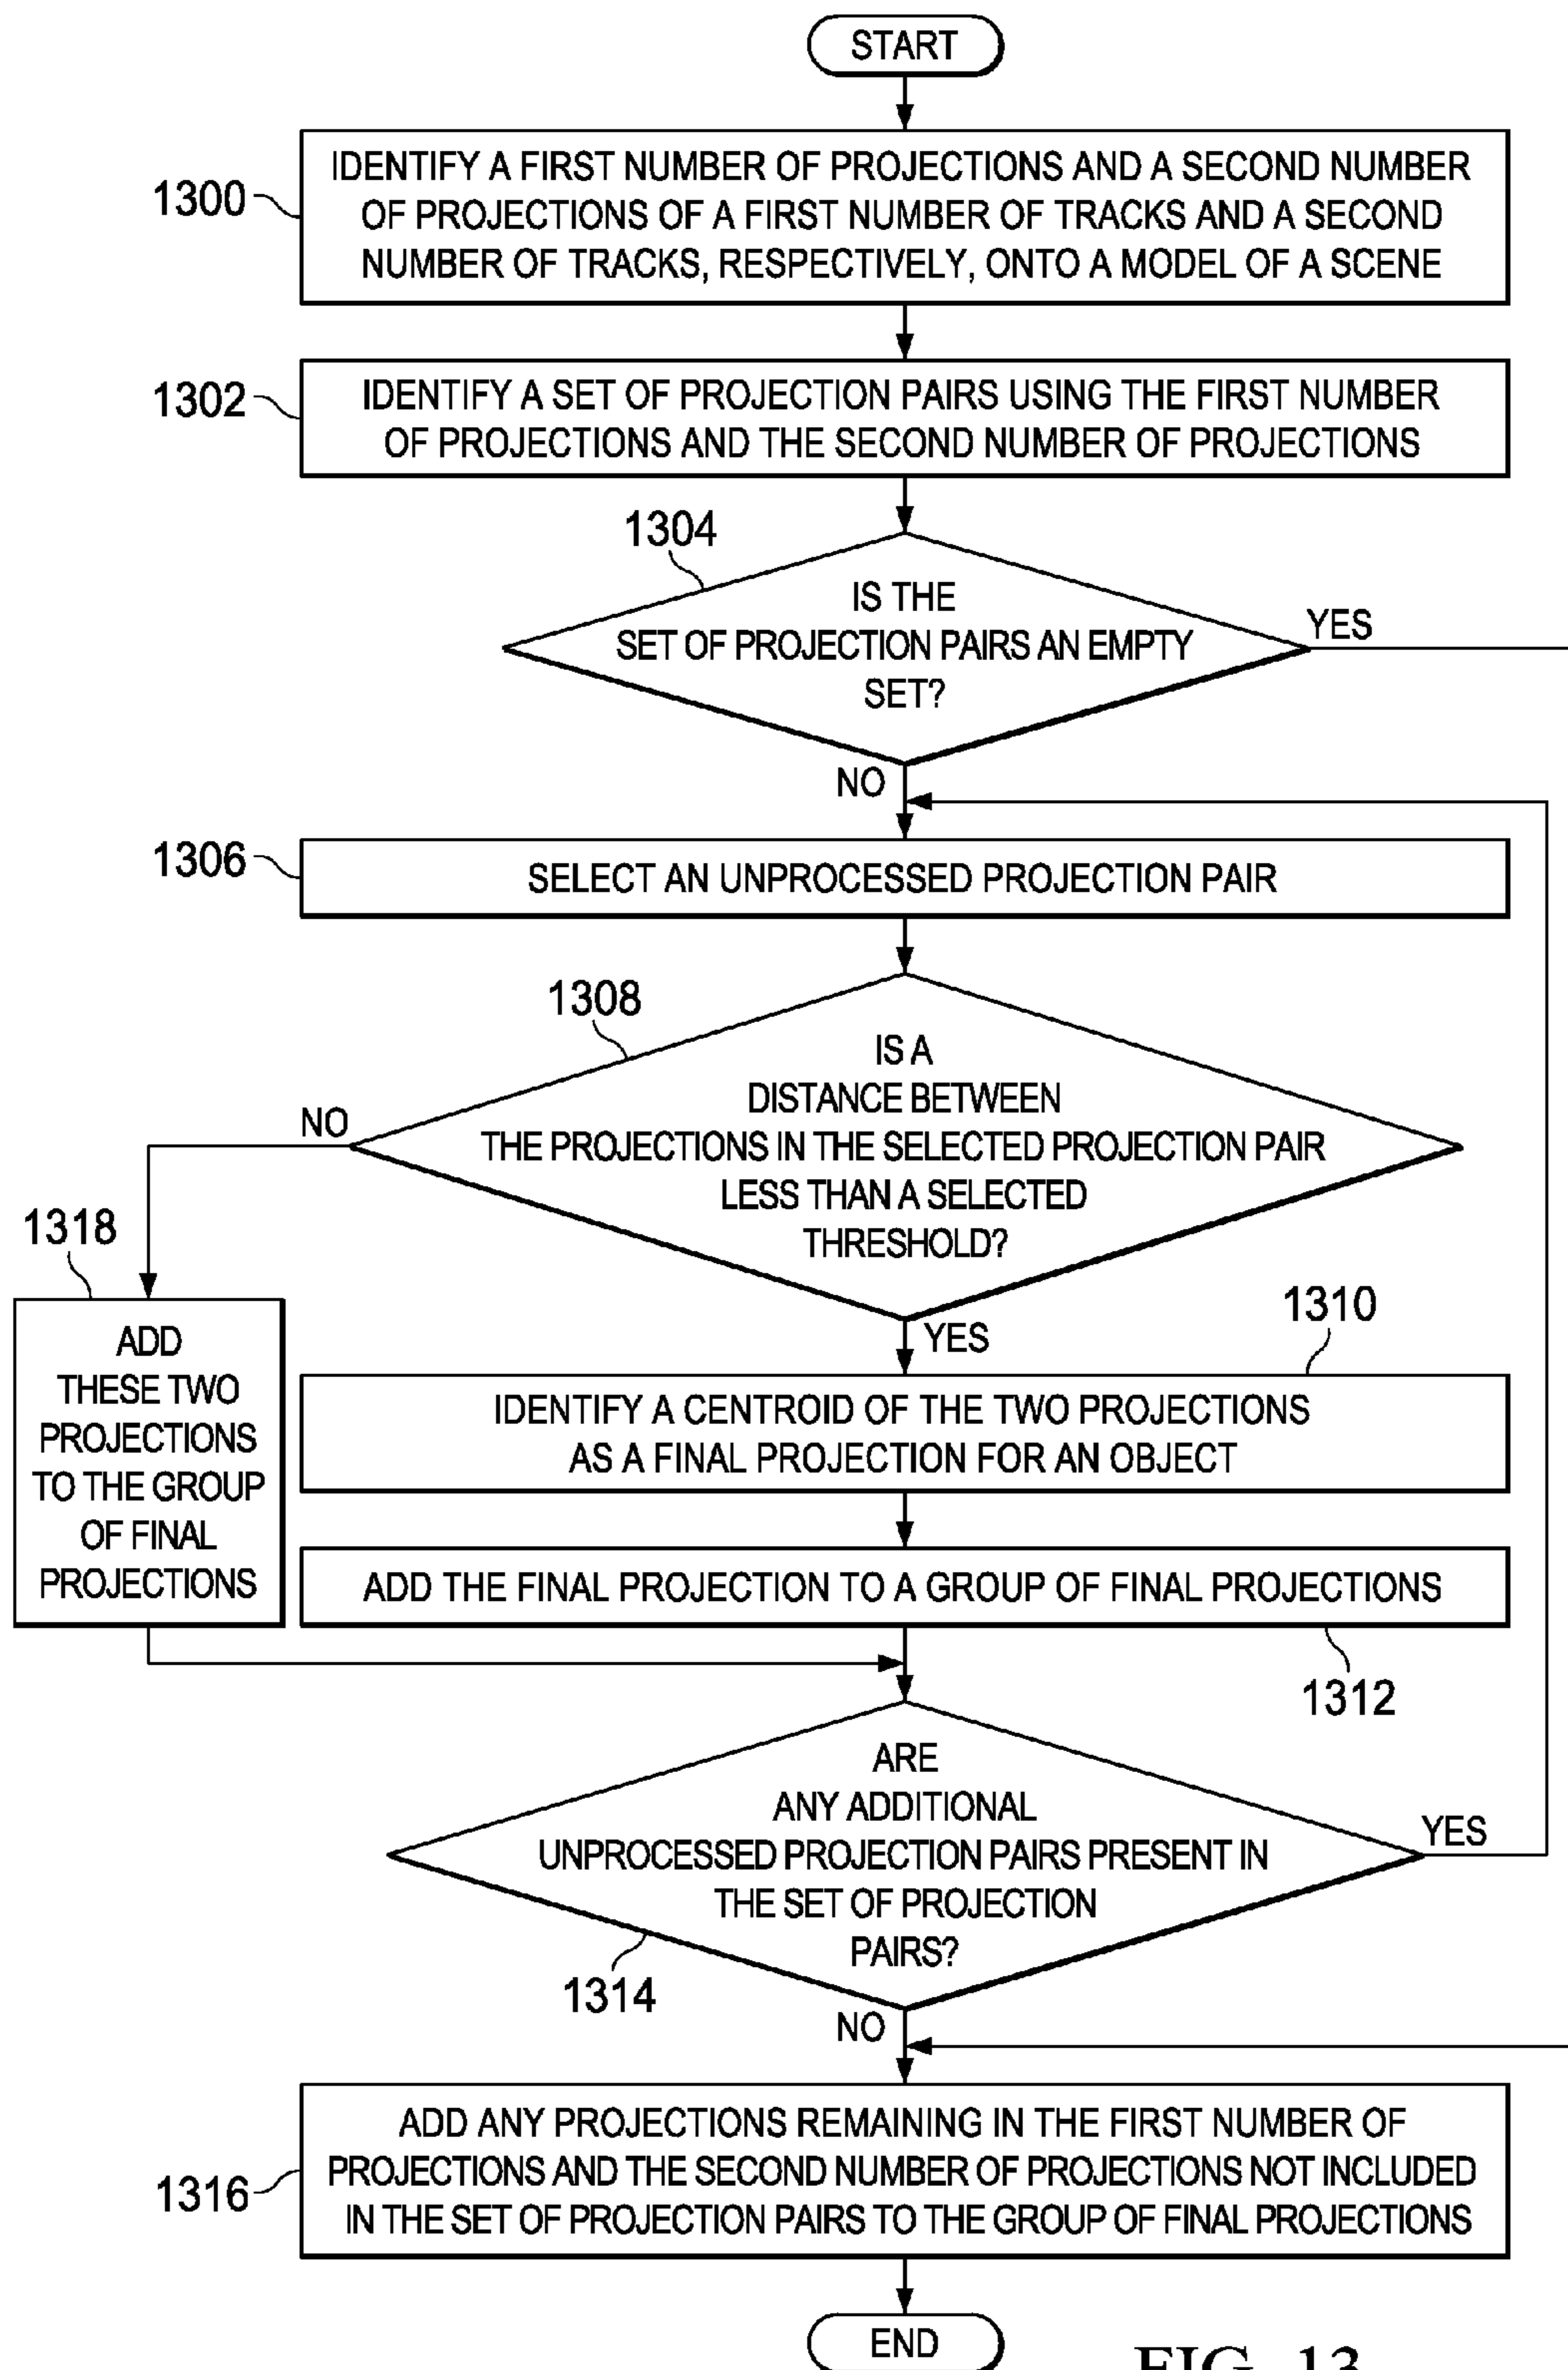 START
1300
IDENTIFY A FIRST NUMBER OF PROJECTIONS AND A SECOND NUMBER
OF PROJECTIONS OF A FIRST NUMBER OF TRACKS AND A SECOND
NUMBER OF TRACKS, RESPECTIVELY, ONTO A MODEL OF A SCENE
1302
IDENTIFY A SET OF PROJECTION PAIRS USING THE FIRST NUMBER
OF PROJECTIONS AND THE SECOND NUMBER OF PROJECTIONS
1304
IS THE
SET OF PROJECTION PAIRS AN EMPTY
SET?
YES
NO
1306
SELECT AN UNPROCESSED PROJECTION PAIR
1308
IS A
DISTANCE BETWEEN
THE PROJECTIONS IN THE SELECTED PROJECTION PAIR
LESS THAN A SELECTED
THRESHOLD?
NO
YES
1318
ADD
THESE TWO
PROJECTIONS
TO THE GROUP
OF FINAL
PROJECTIONS
1310
IDENTIFY A CENTROID OF THE TWO PROJECTIONS
AS A FINAL PROJECTION FOR AN OBJECT
ADD THE FINAL PROJECTION TO A GROUP OF FINAL PROJECTIONS
1312
ARE
ANY ADDITIONAL
UNPROCESSED PROJECTION PAIRS PRESENT IN
THE SET OF PROJECTION
PAIRS?
YES
1314
NO
1316
ADD ANY PROJECTIONS REMAINING IN THE FIRST NUMBER OF
PROJECTIONS AND THE SECOND NUMBER OF PROJECTIONS NOT INCLUDED
IN THE SET OF PROJECTION PAIRS TO THE GROUP OF FINAL PROJECTIONS
END
FIG. 13